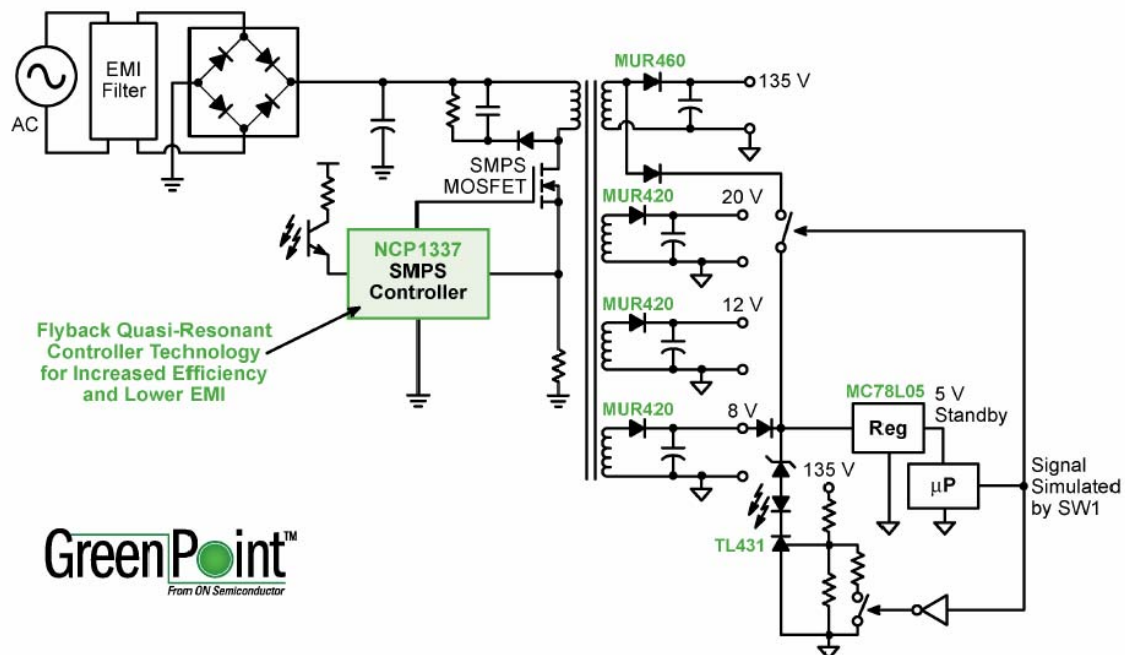 EMI
Filter
AC
MUR460
135 V
SMPS
MOSFET
MUR420
20 V
NCP1337
SMPS
Controller
MUR420
12 V
Flyback Quasi-Resonant
Controller Technology
for Increased Efficiency
and Lower EMI
MUR420
8 V
MC78L05
5 V
Standby
Reg
135 V
µP
Signal
Simulated
by SW1
TL431
GreenPoint™
From ON Semiconductor